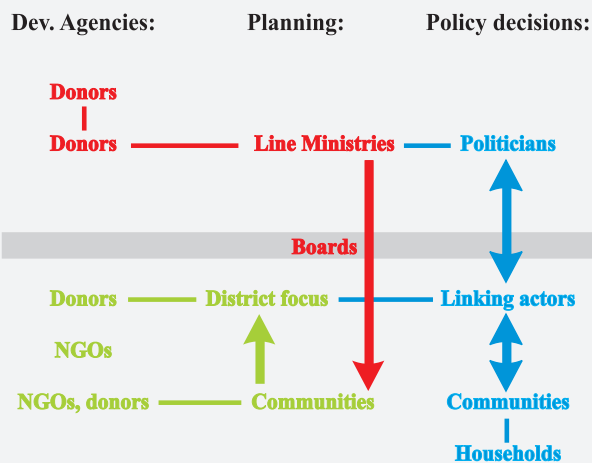 Dev. Agencies: Planning: Policy decisions:
Donors
Donors Line Ministries Politicians
Boards
Donors District focus Linking actors
NGOs
NGOs, donors Communities Communities
Households